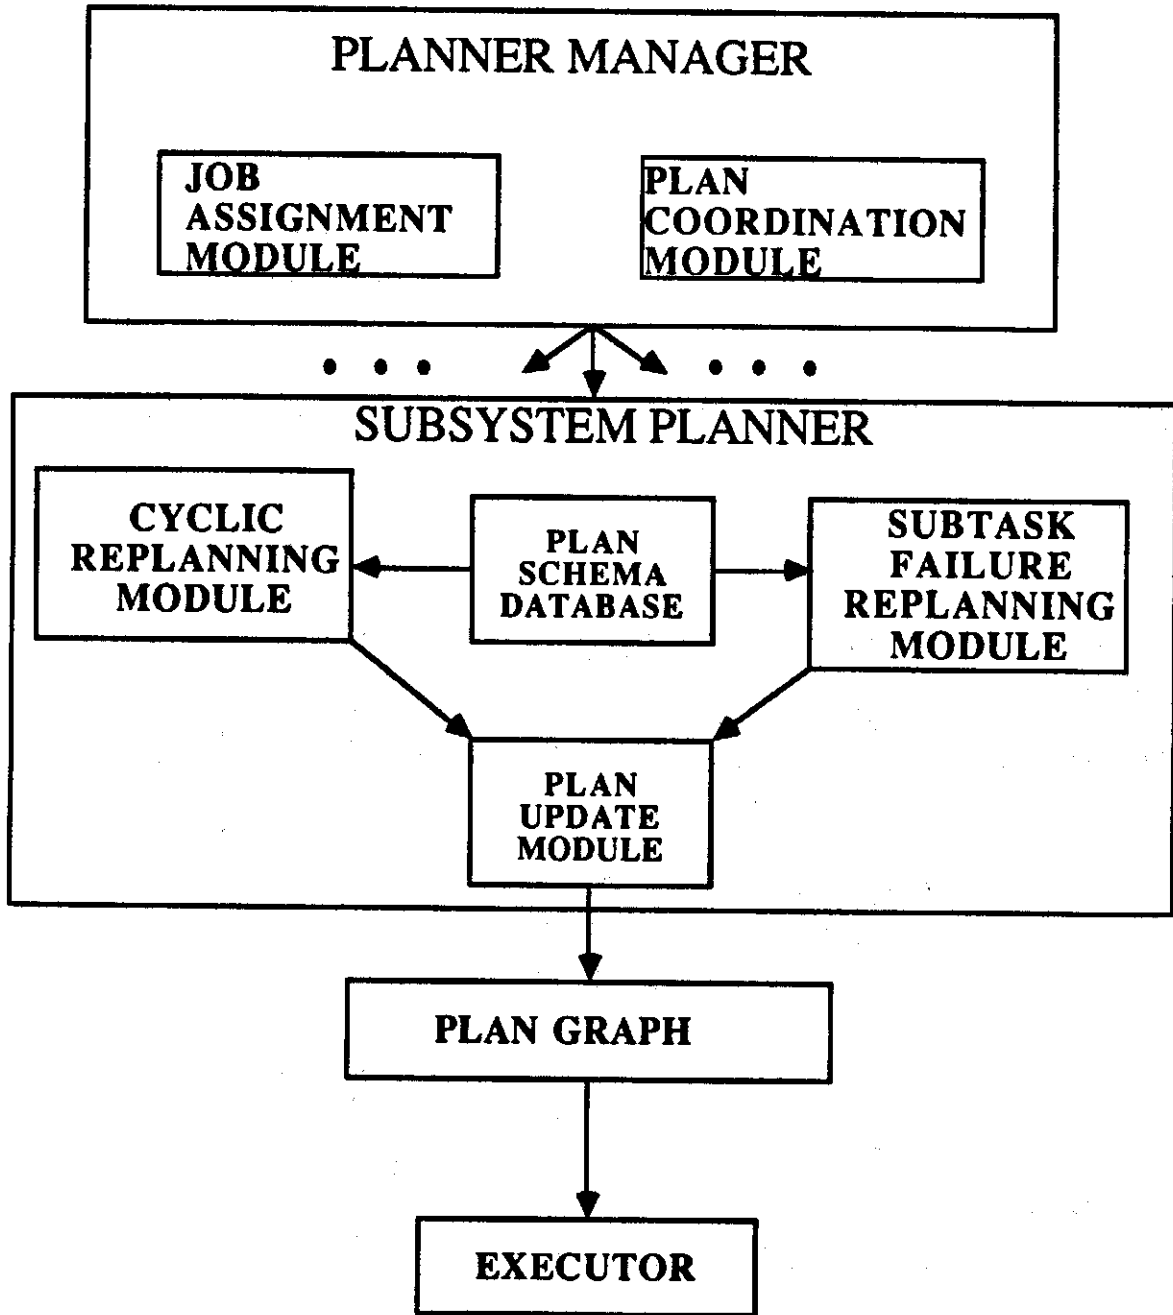 PLANNER MANAGER
JOB
ASSIGNMENT
MODULE
PLAN
COORDINATION
MODULE
SUBSYSTEM PLANNER
CYCLIC
REPLANNING
MODULE
PLAN
SCHEMA
DATABASE
SUBTASK
FAILURE
REPLANNING
MODULE
PLAN
UPDATE
MODULE
PLAN GRAPH
EXECUTOR